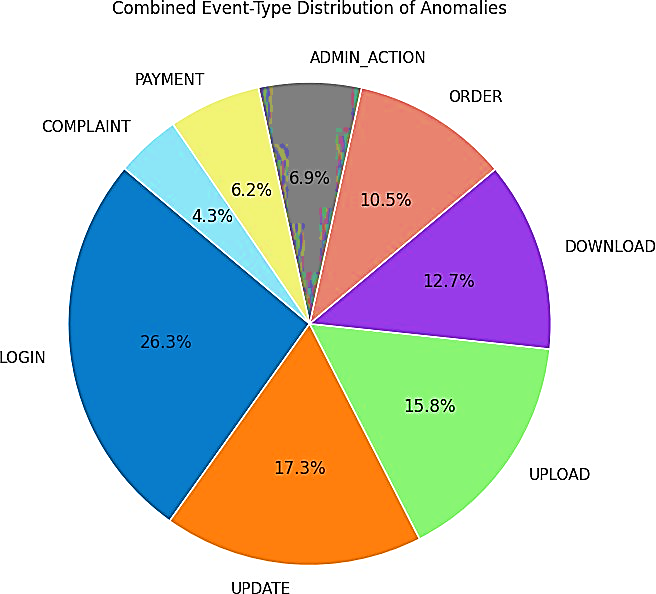 Combined Event-Type Distribution of Anomalies
ADMIN_ACTION
PAYMENT
ORDER
COMPLAINT
6.9%
6.2%
10.5%
4.3%
DOWNLOAD
12.7%
26.3%
LOGIN
15.8%
17.3%
UPLOAD
UPDATE